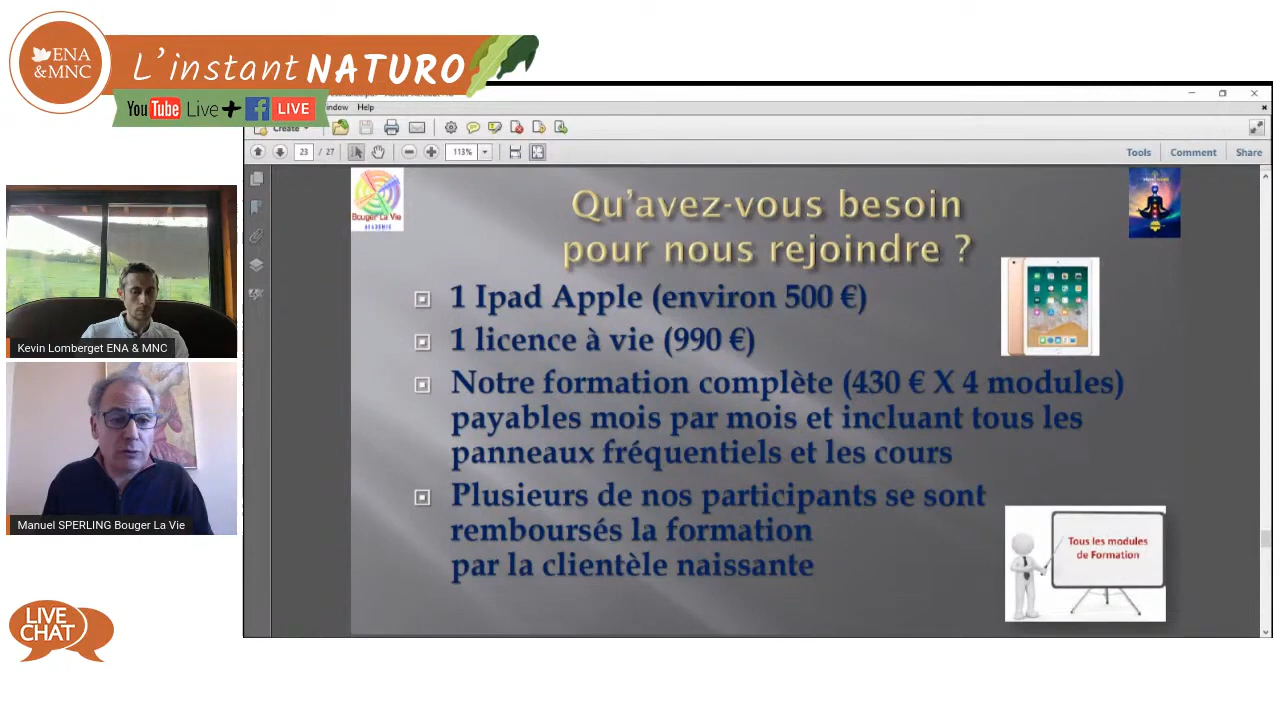 ENA
&MNC
L'instant NATURO
YouTube Live + f LIVE
Window Help
Create
23 / 27
113%
Tools Comment Share
Bouger La Vie
ACADEMIE
Qu'avez-vous besoin
pour nous rejoindre ?
1 Ipad Apple (environ 500 €)
1 licence à vie (990 €)
Notre formation complète (430 € X 4 modules)
payables mois par mois et incluant tous les
panneaux fréquentiels et les cours
Plusieurs de nos participants se sont
remboursés la formation
par la clientèle naissante
Tous les modules
de Formation
Kevin Lomberget ENA & MNC
Manuel SPERLING Bouger La Vie
LIVE
CHAT